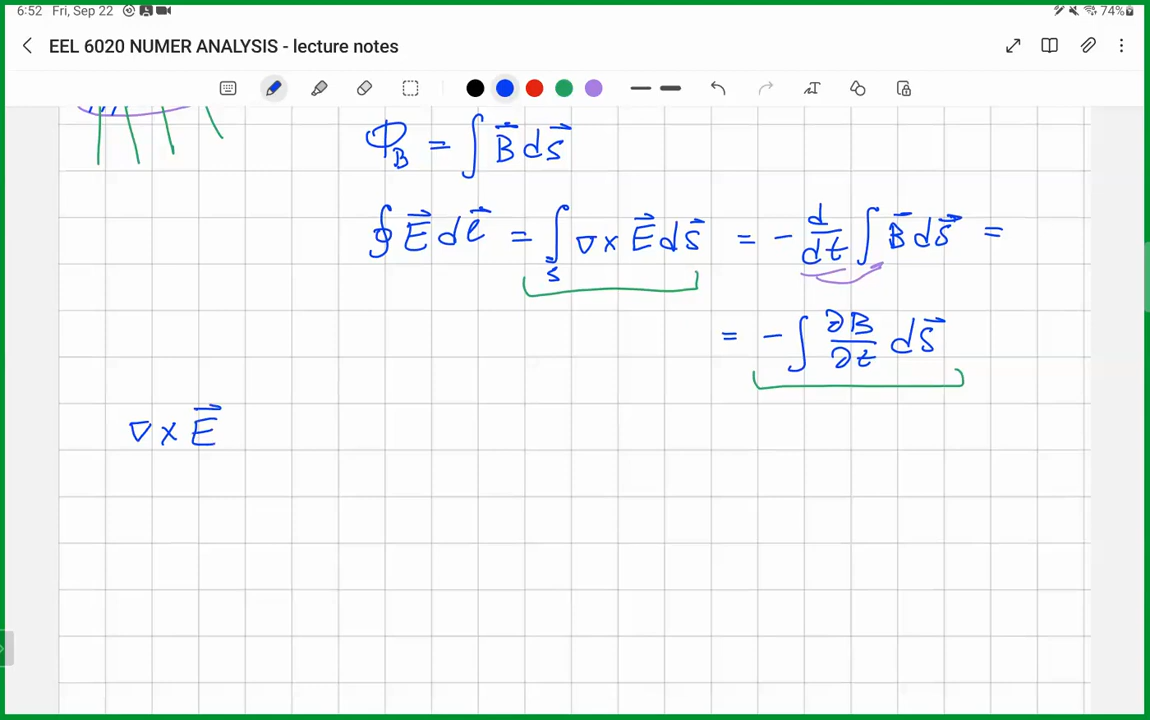 6:52 Fri, Sep 22 74%
EEL 6020 NUMER ANALYSIS - lecture notes
Φ_B = ∫ B⃗ ds⃗
∮ E⃗ dℓ⃗ = ∫_S ∇ × E⃗ ds⃗ = - d/dt ∫ B⃗ ds⃗ =
= - ∫ ∂B/∂t ds⃗
∇ × E⃗